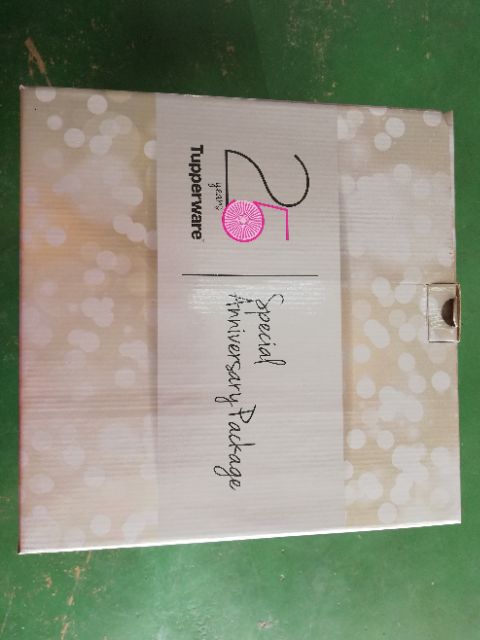 25
years
Tupperware
Special
Anniversary Package